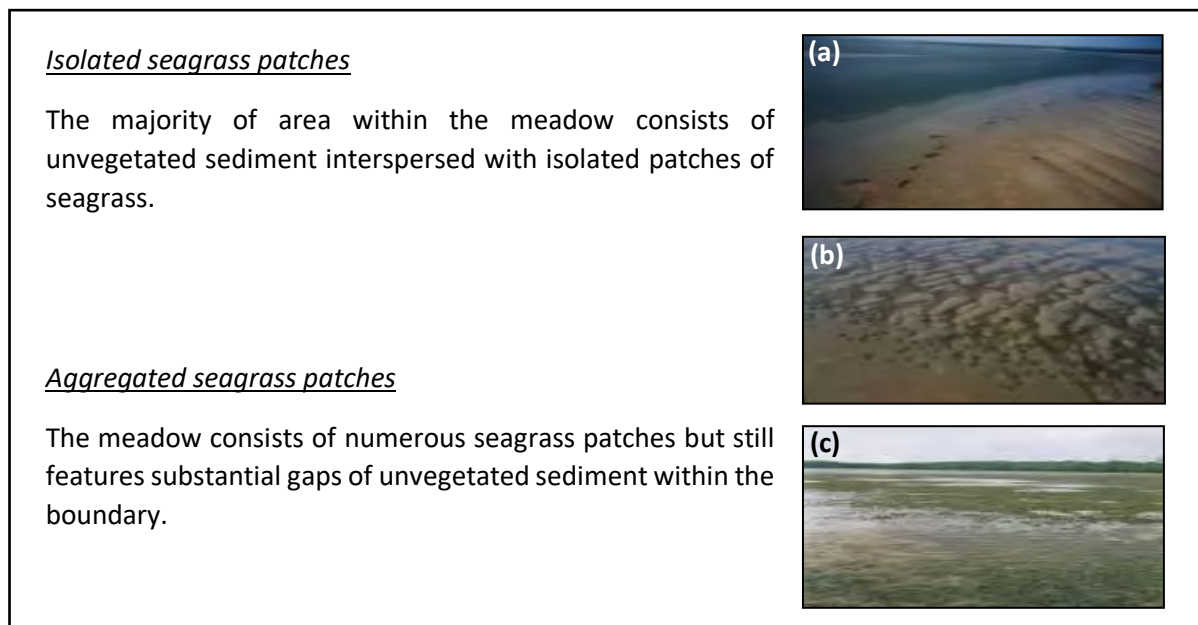 Isolated seagrass patches
(a)
The majority of area within the meadow consists of
unvegetated sediment interspersed with isolated patches of
seagrass.
(b)
Aggregated seagrass patches
The meadow consists of numerous seagrass patches but still
features substantial gaps of unvegetated sediment within the
boundary.
(c)